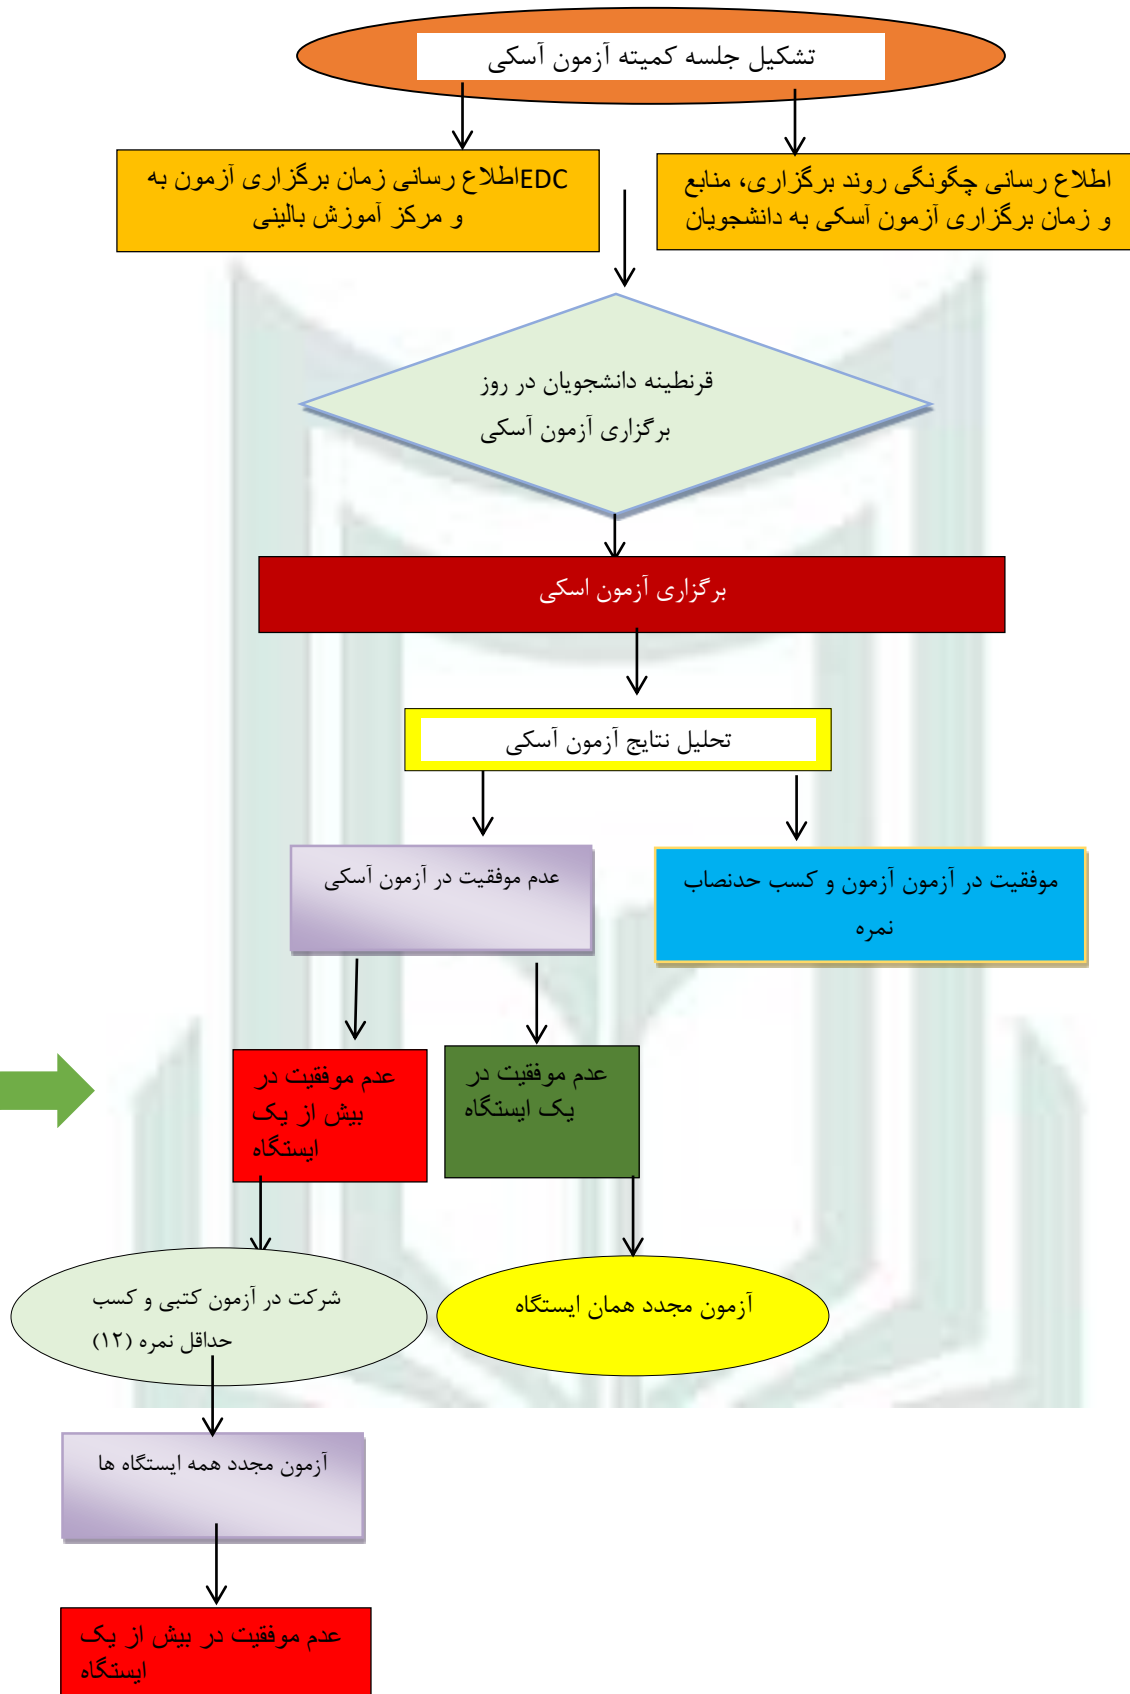 تشکیل جلسه کمیته آزمون آسکی
اطلاع رسانی چگونگی روند برگزاری، منابع
و زمان برگزاری آزمون آسکی به دانشجویان
EDCاطلاع رسانی زمان برگزاری آزمون به
و مرکز آموزش بالینی
قرنطینه دانشجویان در روز
برگزاری آزمون آسکی
برگزاری آزمون اسکی
تحلیل نتایج آزمون آسکی
موفقیت در آزمون آزمون و کسب حدنصاب
نمره
عدم موفقیت در آزمون آسکی
عدم موفقیت در
یک ایستگاه
عدم موفقیت در
بیش از یک
ایستگاه
آزمون مجدد همان ایستگاه
شرکت در آزمون کتبی و کسب
حداقل نمره (۱۲)
آزمون مجدد همه ایستگاه ها
عدم موفقیت در بیش از یک
ایستگاه